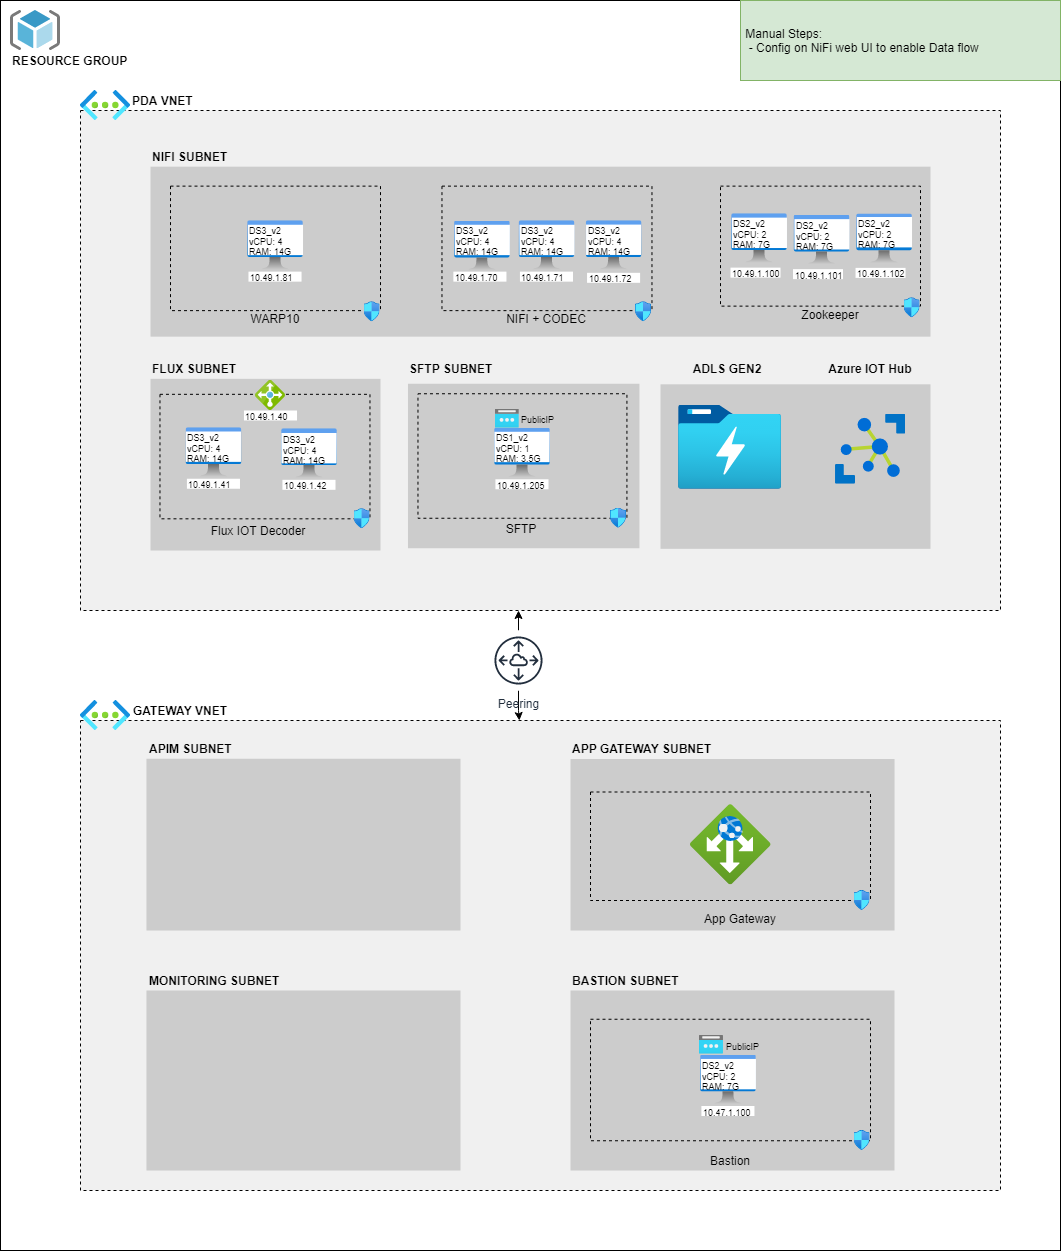 Manual Steps:
- Config on NiFi web UI to enable Data flow
RESOURCE GROUP
PDA VNET
NIFI SUBNET
DS3_v2
vCPU: 4
RAM: 14G
10.49.1.81
WARP10
DS3_v2
vCPU: 4
RAM: 14G
10.49.1.70
DS3_v2
vCPU: 4
RAM: 14G
10.49.1.71
DS3_v2
vCPU: 4
RAM: 14G
10.49.1.72
NIFI + CODEC
DS2_v2
vCPU: 2
RAM: 7G
10.49.1.100
DS2_v2
vCPU: 2
RAM: 7G
10.49.1.101
DS2_v2
vCPU: 2
RAM: 7G
10.49.1.102
Zookeeper
FLUX SUBNET
10.49.1.40
DS3_v2
vCPU: 4
RAM: 14G
10.49.1.41
DS3_v2
vCPU: 4
RAM: 14G
10.49.1.42
Flux IOT Decoder
SFTP SUBNET
PublicIP
DS1_v2
vCPU: 1
RAM: 3.5G
10.49.1.205
SFTP
ADLS GEN2
Azure IOT Hub
Peering
GATEWAY VNET
APIM SUBNET
APP GATEWAY SUBNET
App Gateway
MONITORING SUBNET
BASTION SUBNET
PublicIP
DS2_v2
vCPU: 2
RAM: 7G
10.47.1.100
Bastion